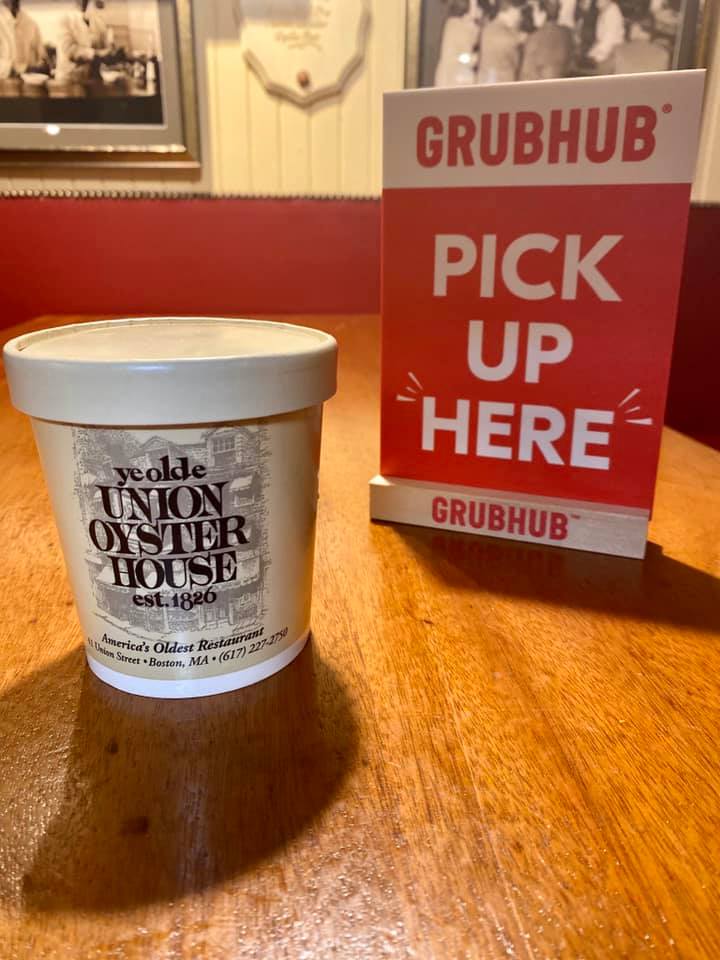 ye olde
UNION
OYSTER
HOUSE
est. 1826
America's Oldest Restaurant
41 Union Street • Boston, MA • (617) 227-2750
GRUBHUB®
PICK
UP
HERE
GRUBHUB™